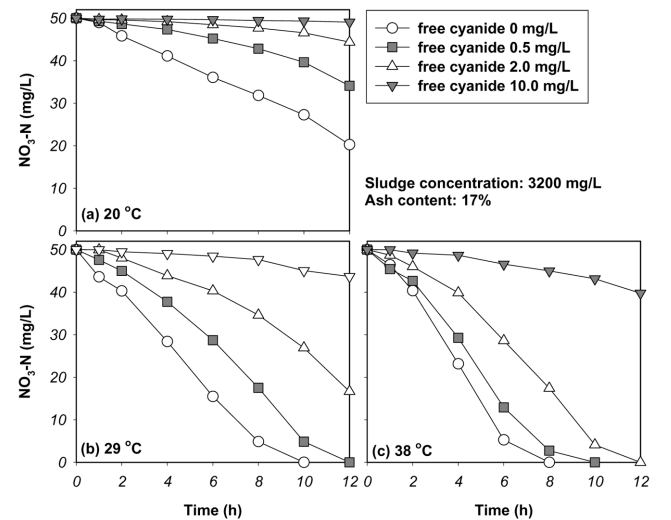 50
40
30
20
10
0
NO3-N (mg/L)
(a) 20 °C
free cyanide 0 mg/L
free cyanide 0.5 mg/L
free cyanide 2.0 mg/L
free cyanide 10.0 mg/L
Sludge concentration: 3200 mg/L
Ash content: 17%
50
40
30
20
10
0
NO3-N (mg/L)
(b) 29 °C
0 2 4 6 8 10 12
Time (h)
(c) 38 °C
0 2 4 6 8 10 12
Time (h)